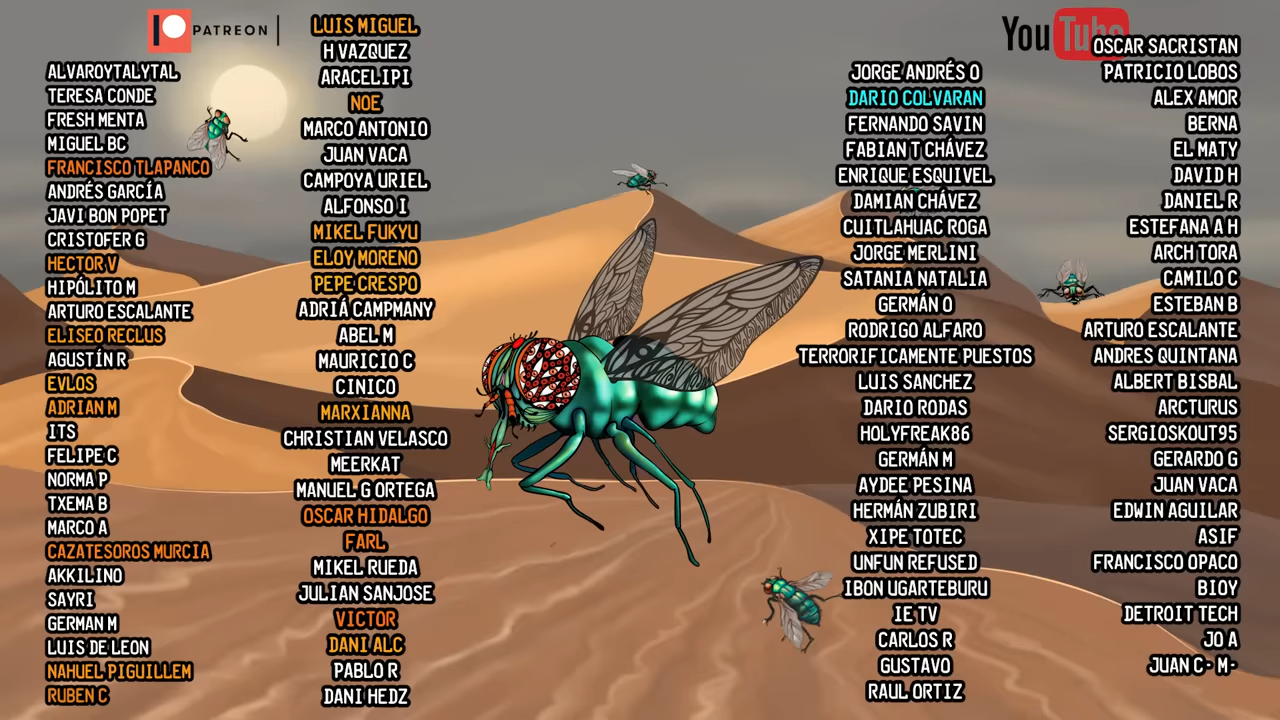 PATREON
ALVAROYTALYTAL
TERESA CONDE
FRESH MENTA
MIGUEL BC
FRANCISCO TLAPANCO
ANDRÉS GARCÍA
JAVI BON POPET
CRISTOFER G
HECTOR V
HIPÓLITO M
ARTURO ESCALANTE
ELISEO RECLUS
AGUSTÍN R
EVLOS
ADRIAN M
ITS
FELIPE C
NORMA P
TXEMA B
MARCO A
CAZATESOROS MURCIA
AKKILINO
SAYRI
GERMAN M
LUIS DE LEON
NAHUEL PIGUILLEM
RUBEN C
LUIS MIGUEL
H VAZQUEZ
ARACELIPI
NOE
MARCO ANTONIO
JUAN VACA
CAMPOYA URIEL
ALFONSO I
MIKEL FUKYU
ELOY MORENO
PEPE CRESPO
ADRIÁ CAMPMANY
ABEL M
MAURICIO C
CINICO
MARXIANNA
CHRISTIAN VELASCO
MEERKAT
MANUEL G ORTEGA
OSCAR HIDALGO
FARL
MIKEL RUEDA
JULIAN SANJOSE
VICTOR
DANI ALC
PABLO R
DANI HEDZ
YouTube
JORGE ANDRÉS O
DARIO COLVARAN
FERNANDO SAVIN
FABIAN T CHÁVEZ
ENRIQUE ESQUIVEL
DAMIAN CHÁVEZ
CUITLAHUAC ROGA
JORGE MERLINI
SATANIA NATALIA
GERMÁN O
RODRIGO ALFARO
TERRORIFICAMENTE PUESTOS
LUIS SANCHEZ
DARIO RODAS
HOLYFREAK86
GERMÁN M
AYDEE PESINA
HERMÁN ZUBIRI
XIPE TOTEC
UNFUN REFUSED
IBON UGARTEBURU
IE TV
CARLOS R
GUSTAVO
RAUL ORTIZ
OSCAR SACRISTAN
PATRICIO LOBOS
ALEX AMOR
BERNA
EL MATY
DAVID H
DANIEL R
ESTEFANA A H
ARCH TORA
CAMILO C
ESTEBAN B
ARTURO ESCALANTE
ANDRES QUINTANA
ALBERT BISBAL
ARCTURUS
SERGIOSKOUT95
GERARDO G
JUAN VACA
EDWIN AGUILAR
ASIF
FRANCISCO OPACO
BIOY
DETROIT TECH
JO A
JUAN C- M-